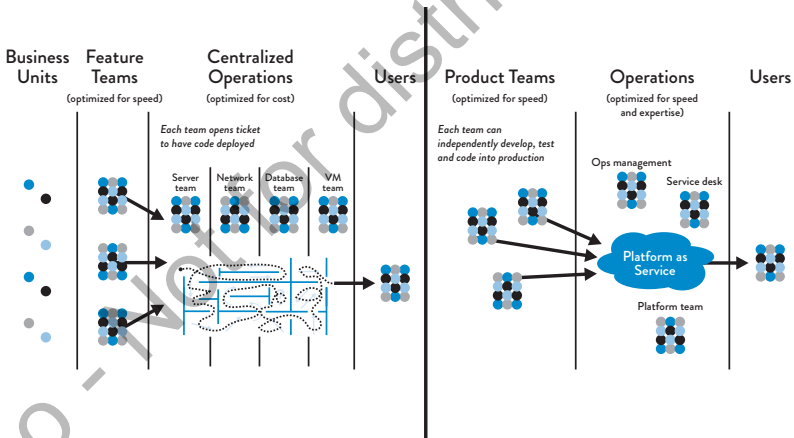 Business
Units
Feature
Teams
(optimized for speed)
Centralized
Operations
(optimized for cost)
Users
Each team opens ticket
to have code deployed
Server
team
Network
team
Database
team
VM
team
Product Teams
(optimized for speed)
Each team can
independently develop, test
and code into production
Operations
(optimized for speed
and expertise)
Users
Ops management
Service desk
Platform as
Service
Platform team
o - Not for distri